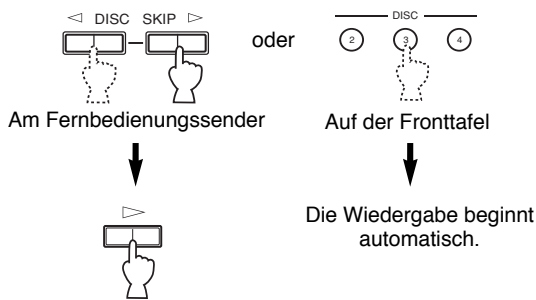 ◁ DISC SKIP ▷
oder
DISC
2 3 4
Am Fernbedienungssender
Auf der Fronttafel
▷
Die Wiedergabe beginnt
automatisch.